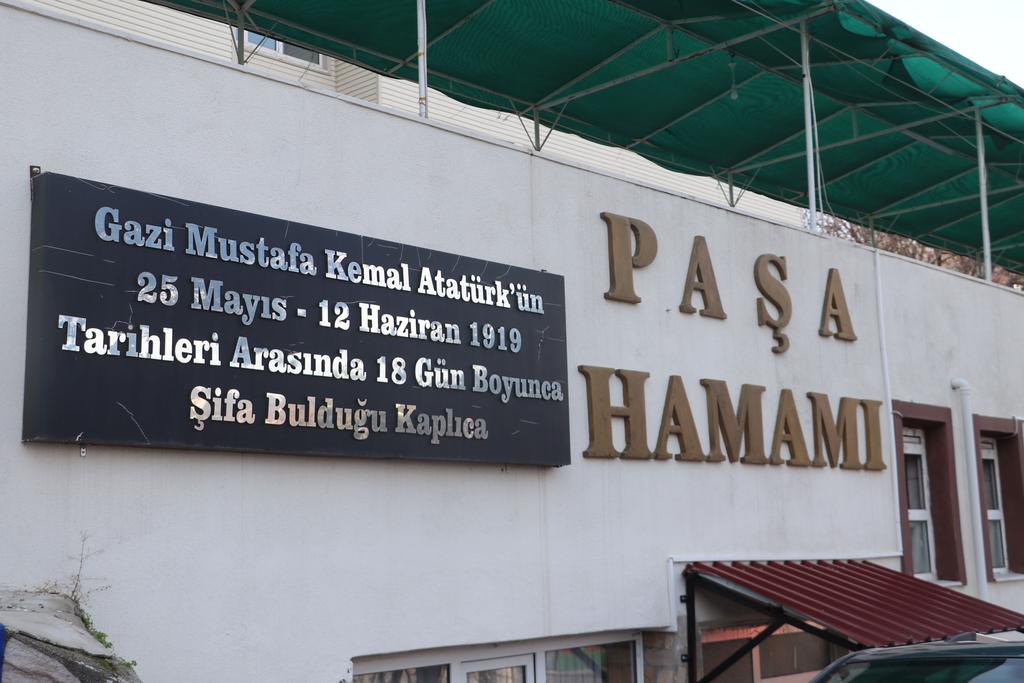 Gazi Mustafa Kemal Atatürk'ün
25 Mayıs - 12 Haziran 1919
Tarihleri Arasında 18 Gün Boyunca
Şifa Bulduğu Kaplıca
PAŞA
HAMAMI